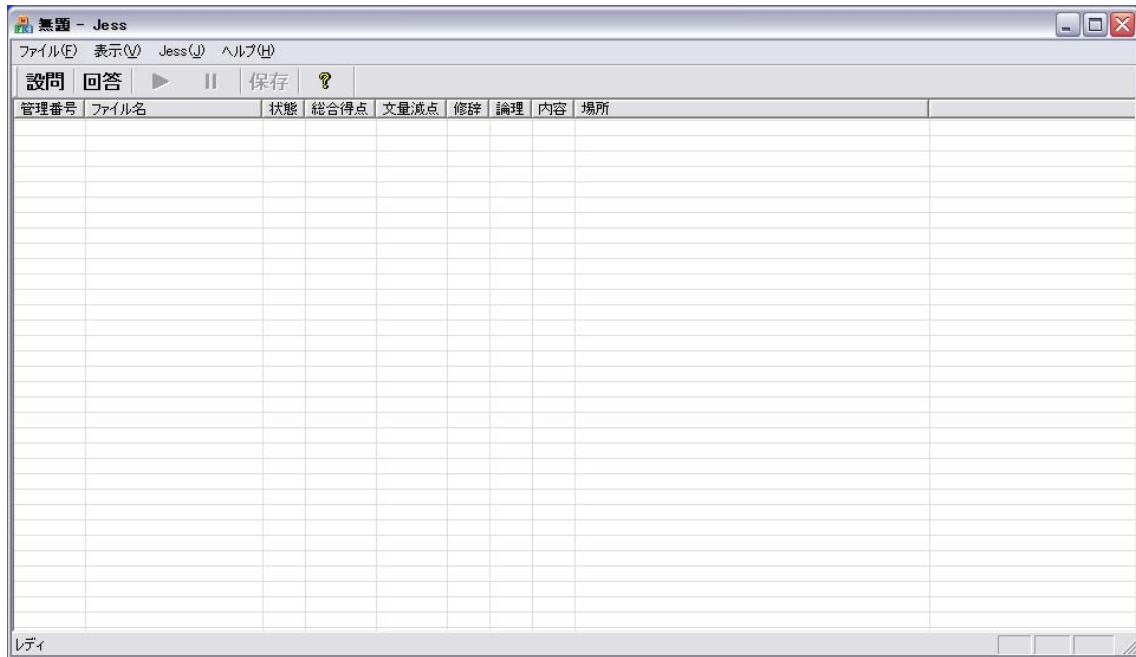 無題 - Jess
ファイル(F) 表示(V) Jess(J) ヘルプ(H)
設問 回答 保存 ?
管理番号 ファイル名 状態 総合得点 文量減点 修辞 論理 内容 場所
レディ